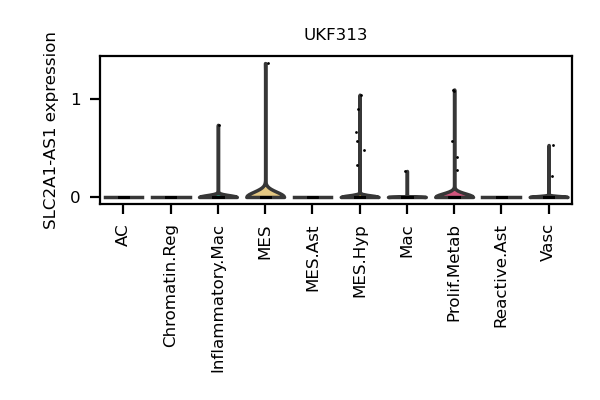 UKF313
SLC2A1-AS1 expression
1
0
AC
Chromatin.Reg
Inflammatory.Mac
MES
MES.Ast
MES.Hyp
Mac
Prolif.Metab
Reactive.Ast
Vasc